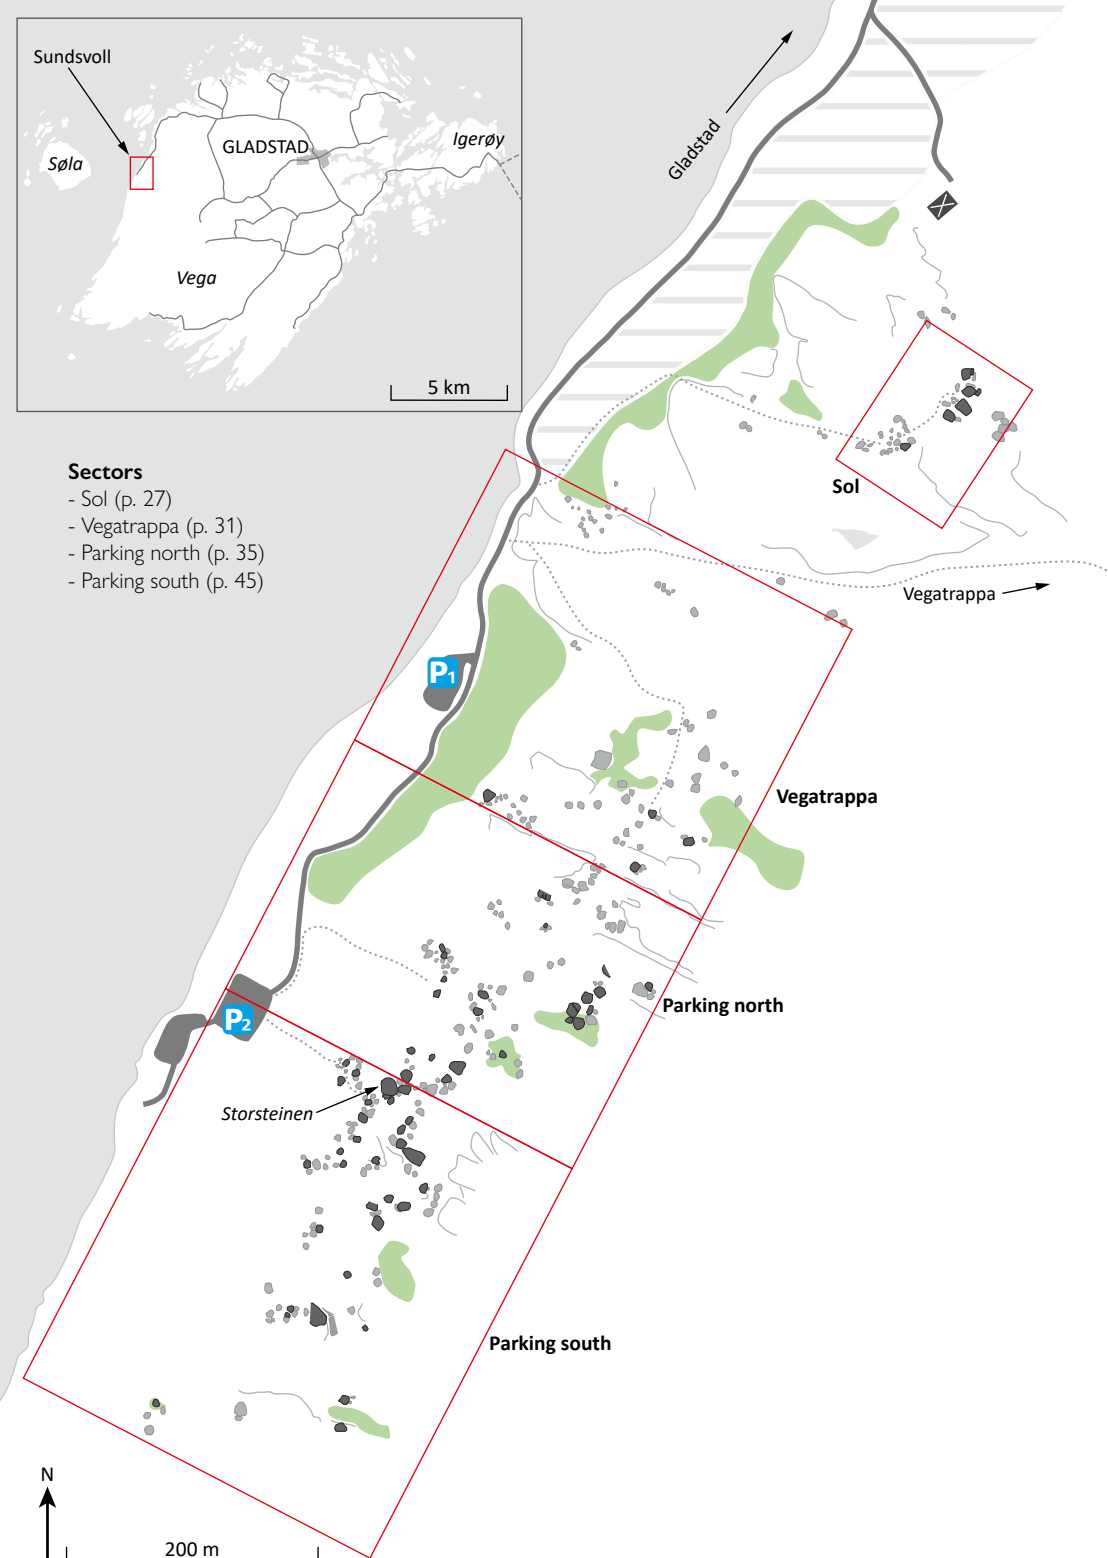 Sundsvoll
GLADSTAD
Igerøy
Søla
Vega
5 km
Gladstad
Sectors
- Sol (p. 27)
- Vegatrappa (p. 31)
- Parking north (p. 35)
- Parking south (p. 45)
Sol
Vegatrappa
P1
Vegatrappa
Parking north
P2
Storsteinen
Parking south
N
200 m